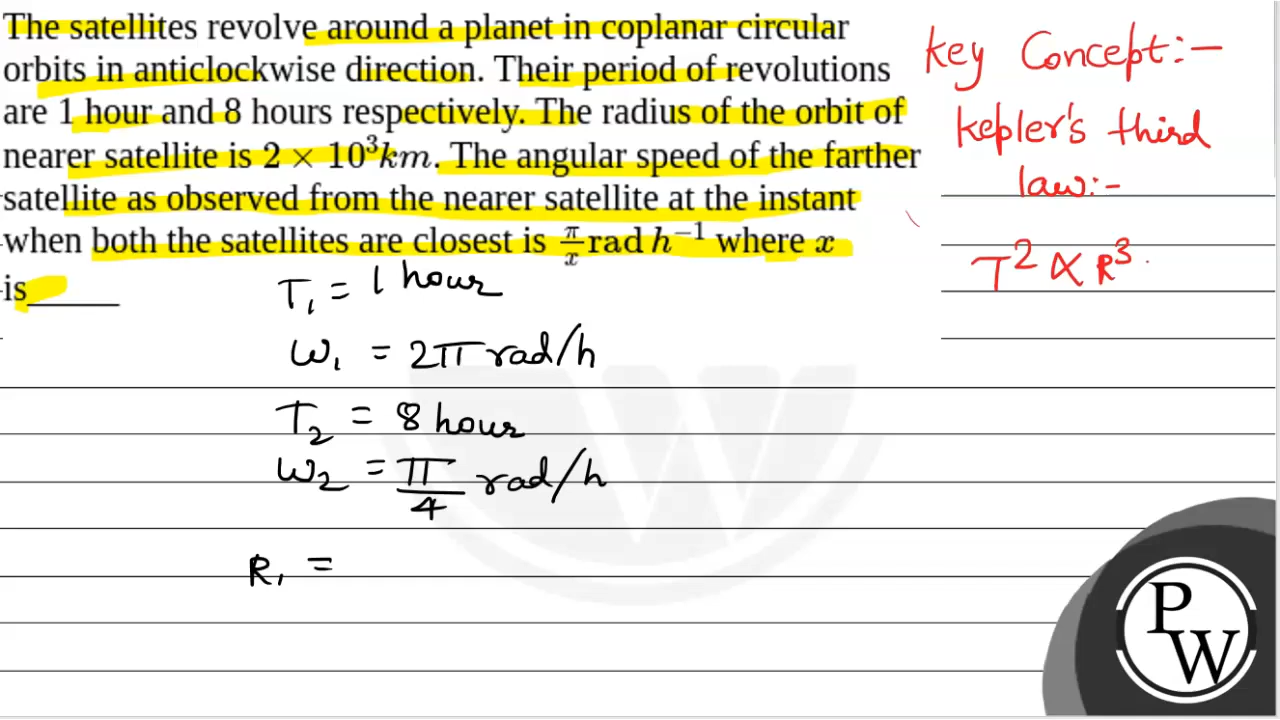 The satellites revolve around a planet in coplanar circular
orbits in anticlockwise direction. Their period of revolutions
are 1 hour and 8 hours respectively. The radius of the orbit of
nearer satellite is 2 × 10³km. The angular speed of the farther
satellite as observed from the nearer satellite at the instant
when both the satellites are closest is π/x rad h⁻¹ where x
is______
key Concept:-
kepler's third
law:-
T² ∝ R³.
T₁ = 1 hour
ω₁ = 2π rad/h
T₂ = 8 hour
ω₂ = π/4 rad/h
R₁ =
PW